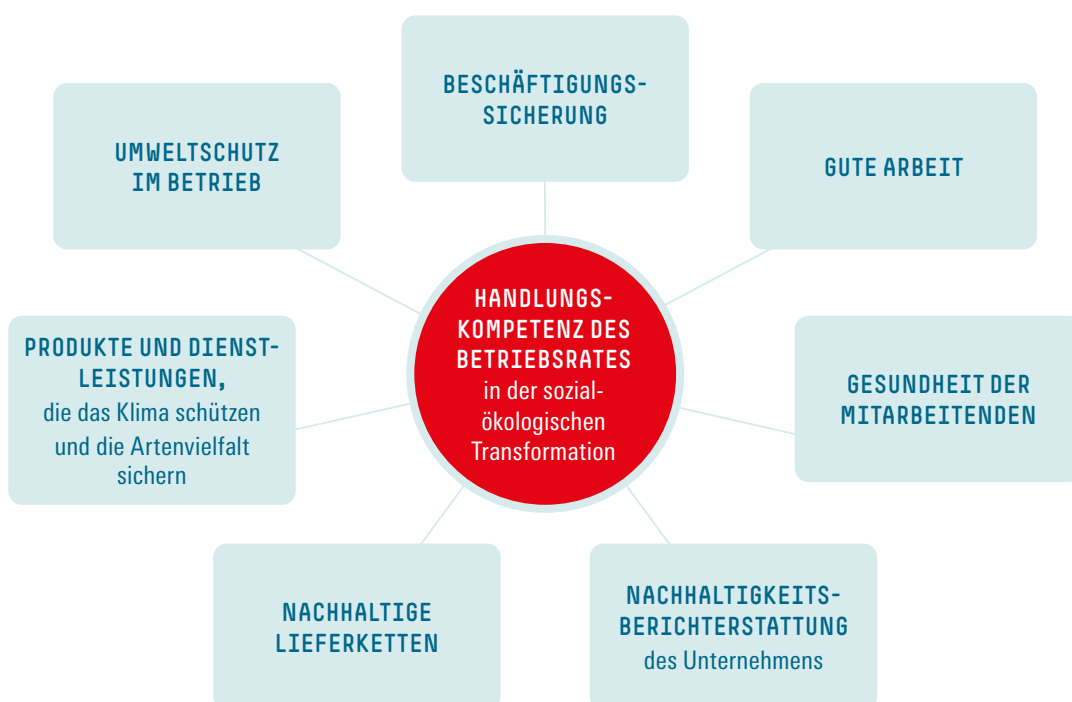 BESCHÄFTIGUNGS-
SICHERUNG
UMWELTSCHUTZ
IM BETRIEB
GUTE ARBEIT
HANDLUNGS-
KOMPETENZ DES
BETRIEBSRATES
in der sozial-
ökologischen
Transformation
PRODUKTE UND DIENST-
LEISTUNGEN,
die das Klima schützen
und die Artenvielfalt
sichern
GESUNDHEIT DER
MITARBEITENDEN
NACHHALTIGE
LIEFERKETTEN
NACHHALTIGKEITS-
BERICHTERSTATTUNG
des Unternehmens